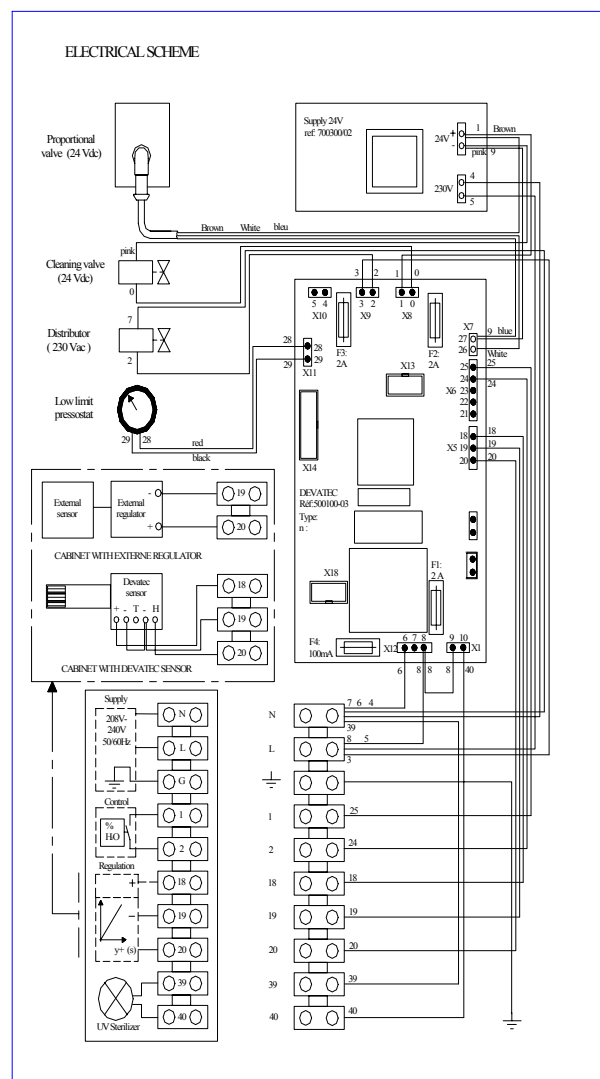 ELECTRICAL SCHEME
Proportional
valve (24 Vdc)
Supply 24V
ref: 700300/02
24V
+
-
1 Brown
pink 9
230V
4
5
Brown White bleu
pink
Cleaning valve
(24 Vdc)
0
7
Distributor
( 230 Vac )
2
Low limit
pressostat
29 28
red
black
3 2
1 0
5 4
X10
3 2
X9
1 0
X8
F3:
2A
F2:
2A
X7
27
26
9 blue
White
28
29
28
29
X11
X13
25
24
X6 23
22
21
25
24
18
X5 19
20
18
19
20
X14
DEVATEC
Réf:500100-03
Type:
n :
X18
F1:
2 A
F4:
100mA
X12
6 7 8
9 10
X1
6 8 8 8 40
External
sensor
External
regulator
-
+
19
20
CABINET WITH EXTERNE REGULATOR
Devatec
sensor
+ - T - H
18
19
20
CABINET WITH DEVATEC SENSOR
Supply
208V-
240V
50/60Hz
N
L
G
Control
%
HO
1
2
Regulation
+
-
y+ (s)
18
19
20
UV Sterilizer
39
40
N
7 6 4
39
L
8 5
3
1
25
2
24
18
18
19
19
20
20
39
39
40
40